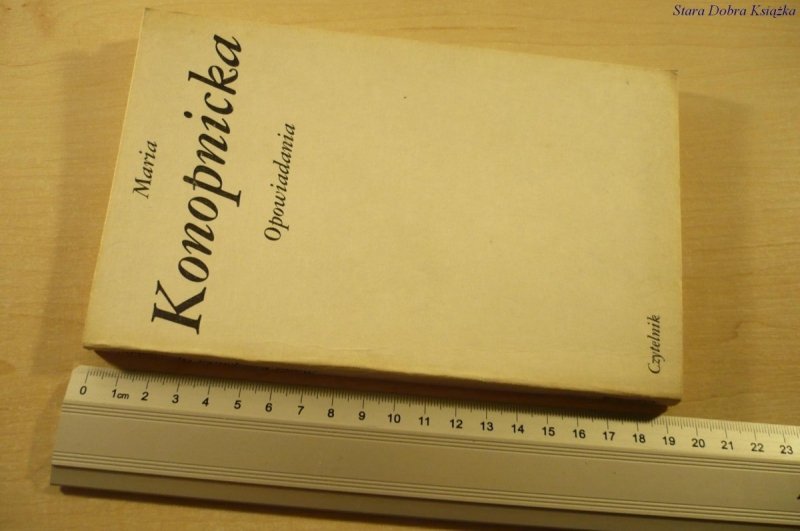 Stara Dobra Książka
Maria
Konopnicka
Opowiadania
Czytelnik
0 1cm 2 3 4 5 6 7 8 9 10 11 12 13 14 15 16 17 18 19 20 21 22 23